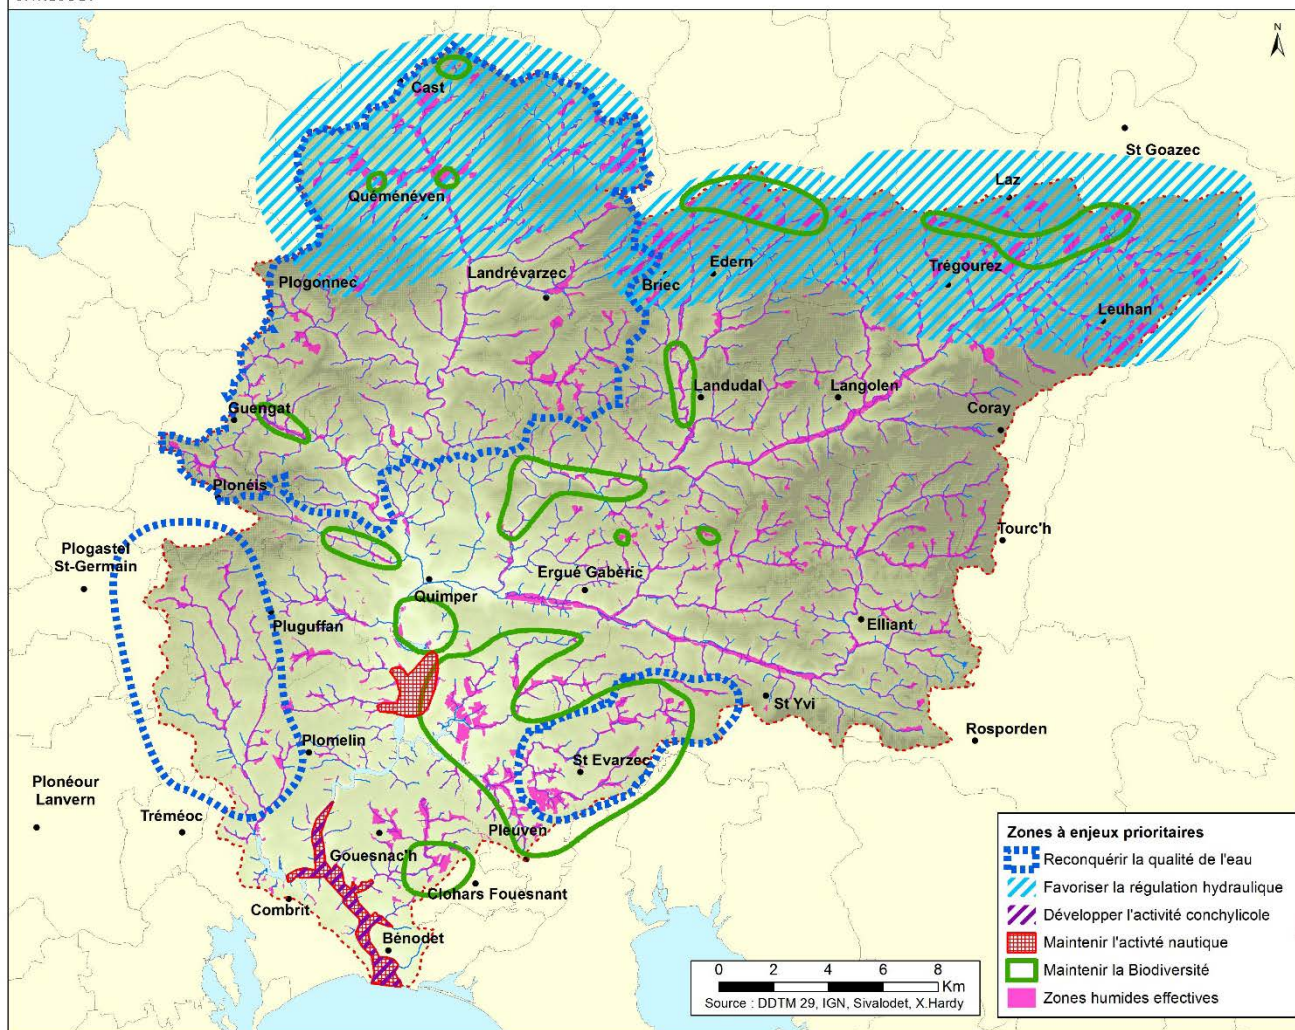 N
Cast
St Goazec
Laz
Quéménéven
Edern
Trégourez
Landrévarzec
Plogonnec
Briec
Leuhan
Landudal
Langolen
Guengat
Coray
Plonéis
Tourc'h
Plogastel
St-Germain
Ergué Gabéric
Quimper
Pluguffan
Elliant
St Yvi
Rosporden
Plomelin
St Evarzec
Plonéour
Lanvern
Tréméoc
Pleuven
Gouesnac'h
Clohars Fouesnant
Combrit
Bénodet
0 2 4 6 8
Km
Source : DDTM 29, IGN, Sivalodet, X.Hardy
Zones à enjeux prioritaires
Reconquérir la qualité de l'eau
Favoriser la régulation hydraulique
Développer l'activité conchylicole
Maintenir l'activté nautique
Maintenir la Biodiversité
Zones humides effectives